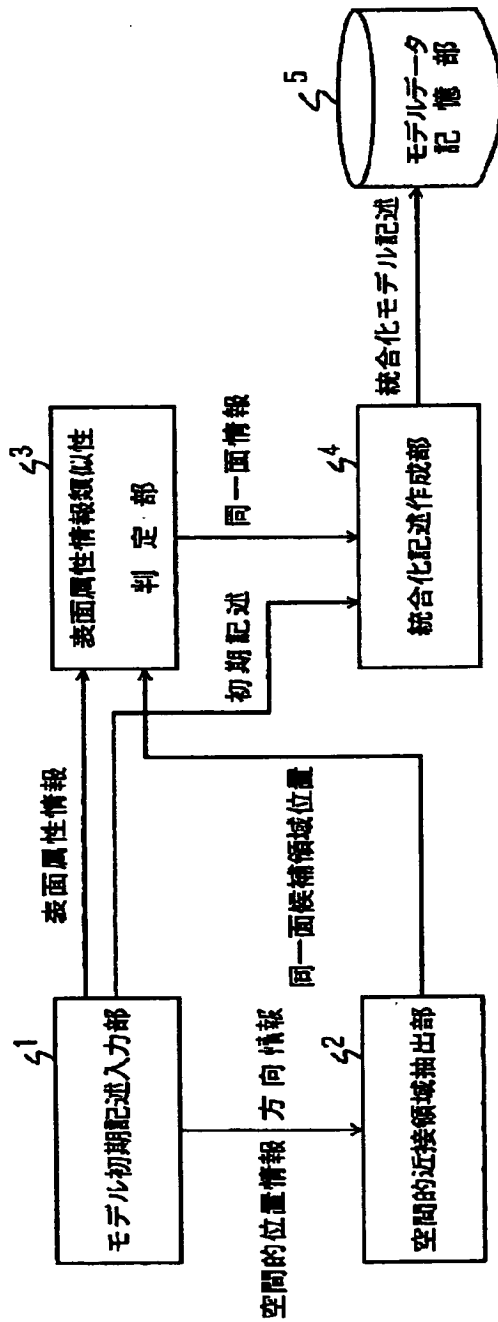 1
モデル初期記述入力部
表面属性情報
3
表面属性情報類似性
判定部
空間的位置情報
方向情報
初期記述
同一面情報
2
空間的近接領域抽出部
同一面候補領域位置
4
統合化記述作成部
統合化モデル記述
5
モデルデータ
記憶部